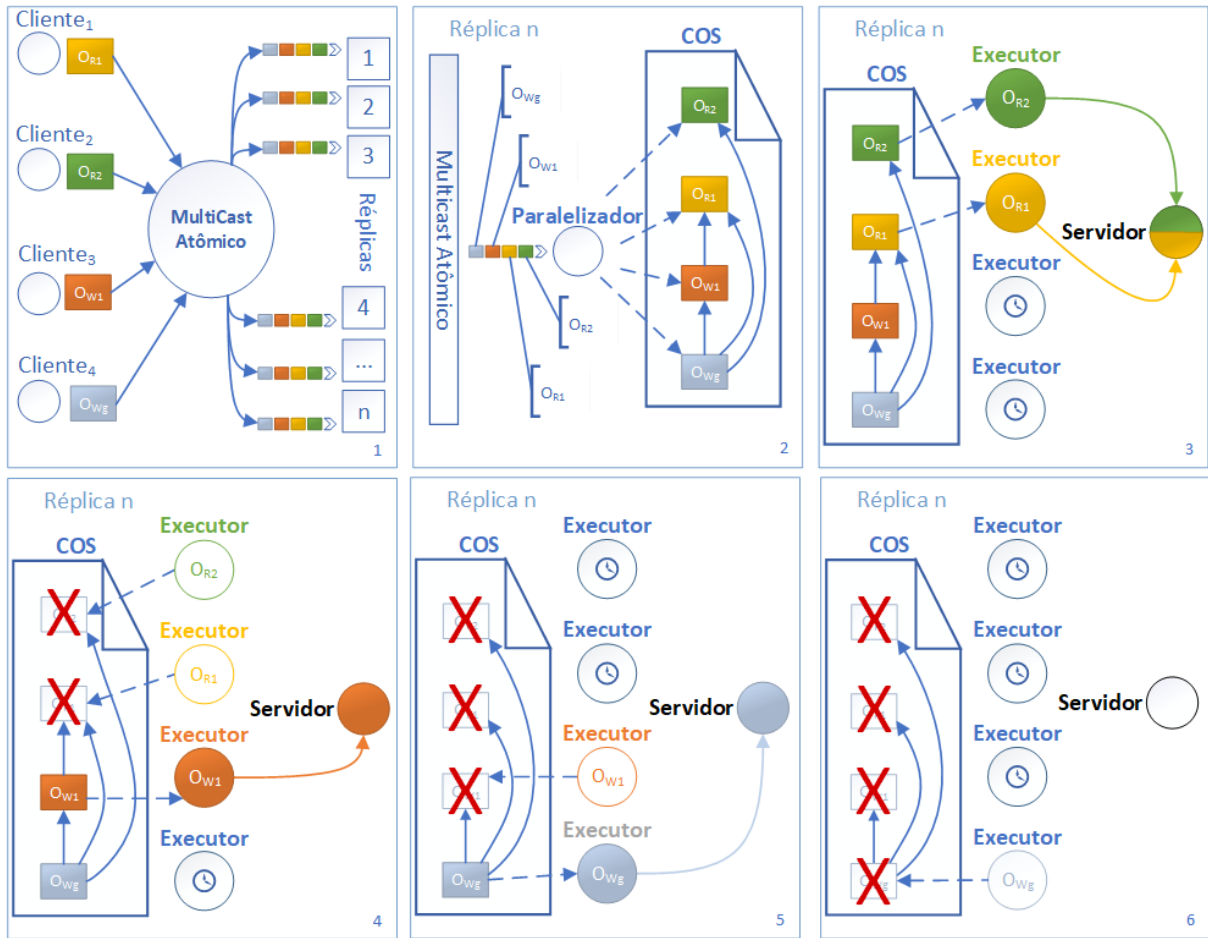 Cliente1
OR1
Cliente2
OR2
Cliente3
OW1
Cliente4
OWg
MultiCast
Atômico
1
2
3
Réplicas
4
...
n
1
Réplica n
COS
Multicast Atômico
OWg
OW1
Paralelizador
OR2
OR1
OR2
OR1
OW1
OWg
2
Réplica n
COS
OR2
OR1
OW1
OWg
Executor
OR2
Executor
OR1
Servidor
Executor
Executor
3
Réplica n
COS
OW1
OWg
Executor
OR2
Executor
OR1
Servidor
Executor
OW1
Executor
4
Réplica n
COS
OWg
Executor
Executor
Servidor
Executor
OW1
Executor
OWg
5
Réplica n
COS
Executor
Executor
Servidor
Executor
Executor
OWg
6